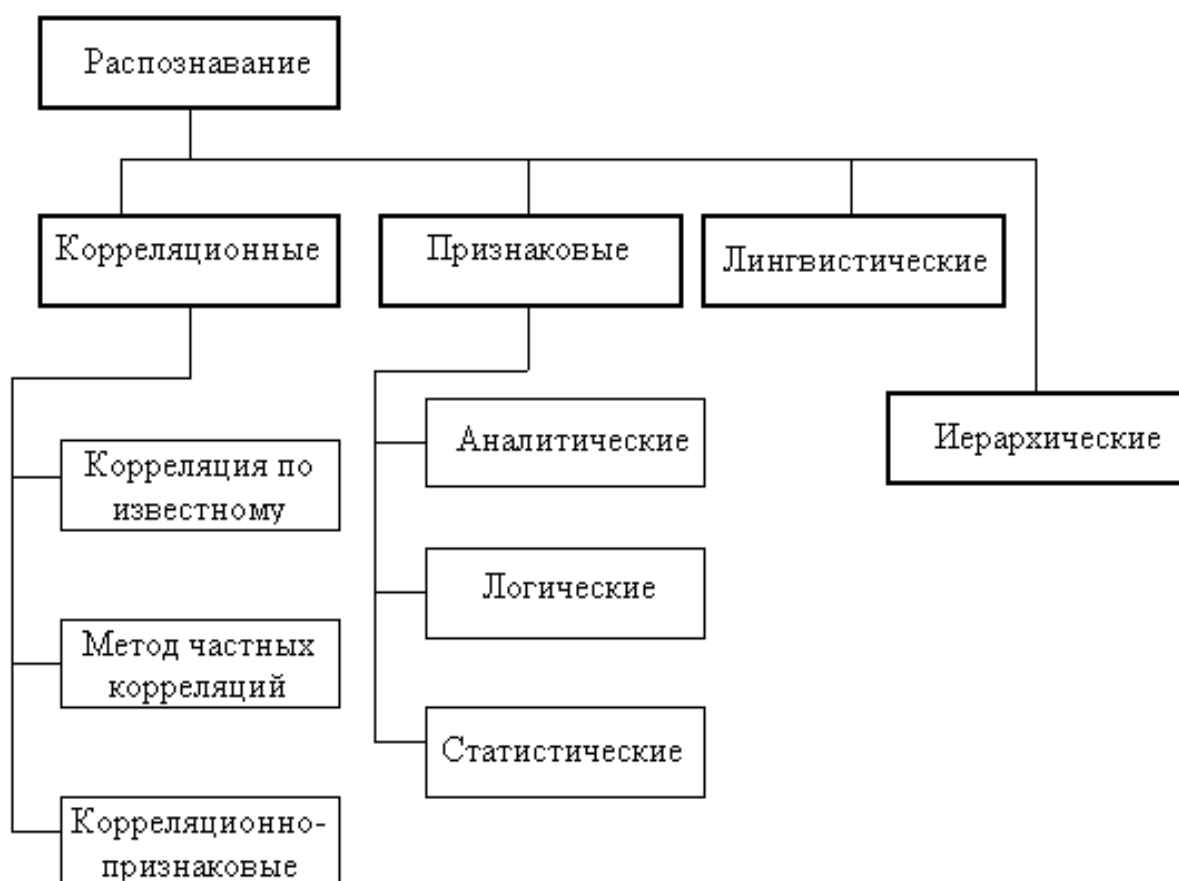 Распознавание
Корреляционные
Признаковые
Лингвистические
Иерархические
Корреляция по
известному
Метод частных
корреляций
Корреляционно-
признаковые
Аналитические
Логические
Статистические